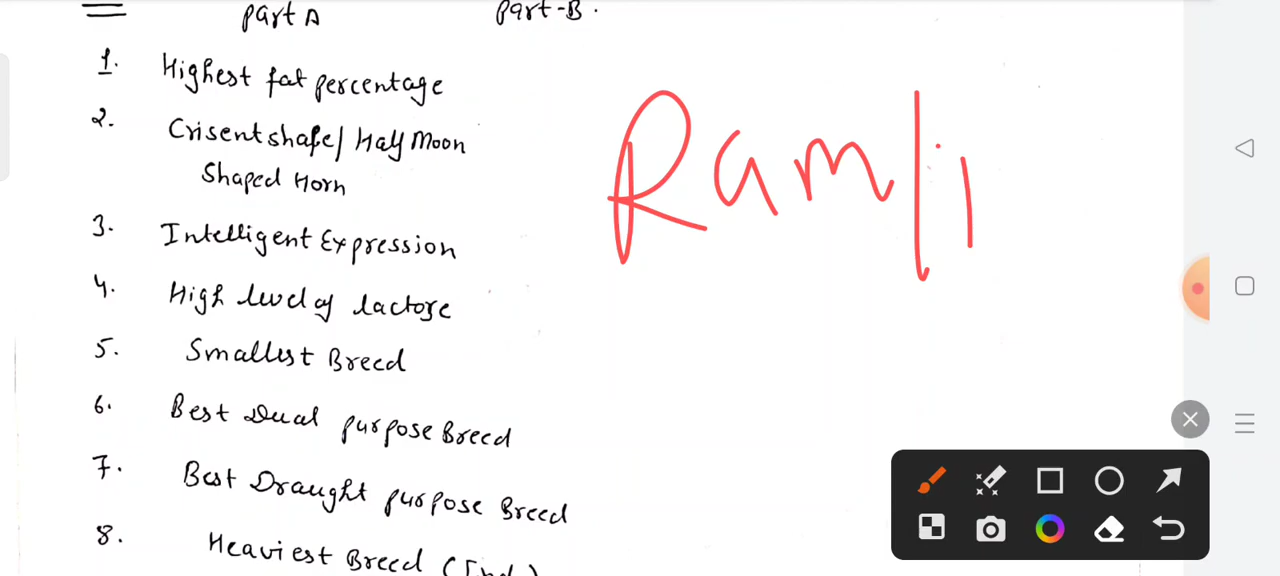 Part A Part-B.
1. Highest fat percentage
2. Crisent shape/ Half Moon
Shaped Horn
3. Intelligent Expression
4. High level of lactose
5. Smallest Breed
6. Best Dual purpose Breed
7. Best Draught purpose Breed
8. Heaviest Breed (Ind.)
Ramli